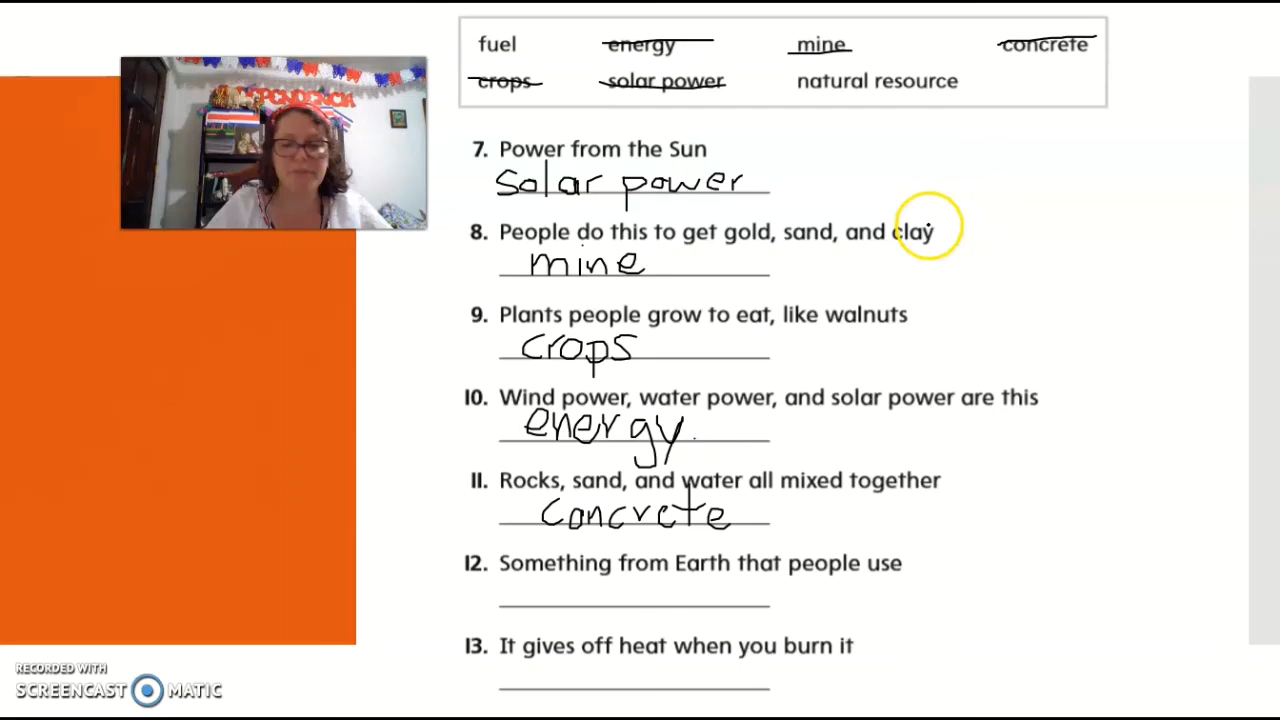 fuel energy mine concrete
crops solar power natural resource
7. Power from the Sun
Solar power
8. People do this to get gold, sand, and clay
mine
9. Plants people grow to eat, like walnuts
crops
10. Wind power, water power, and solar power are this
energy
11. Rocks, sand, and water all mixed together
concrete
12. Something from Earth that people use
13. It gives off heat when you burn it
RECORDED WITH
SCREENCAST MATIC